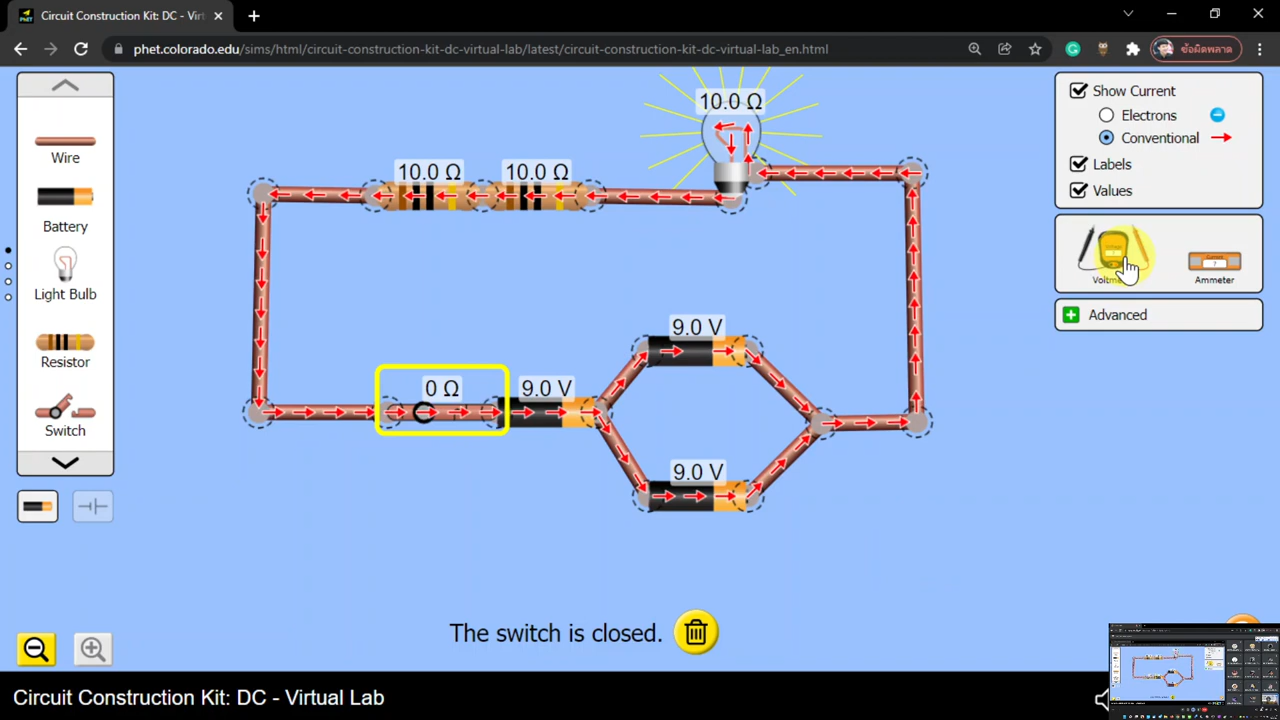 Circuit Construction Kit: DC - Virt
phet.colorado.edu/sims/html/circuit-construction-kit-dc-virtual-lab/latest/circuit-construction-kit-dc-virtual-lab_en.html
ข้อผิดพลาด
Wire
Battery
Light Bulb
Resistor
Switch
10.0 Ω
10.0 Ω
10.0 Ω
0 Ω
9.0 V
9.0 V
9.0 V
Show Current
Electrons
Conventional
Labels
Values
Ammeter
Advanced
The switch is closed.
Circuit Construction Kit: DC - Virtual Lab